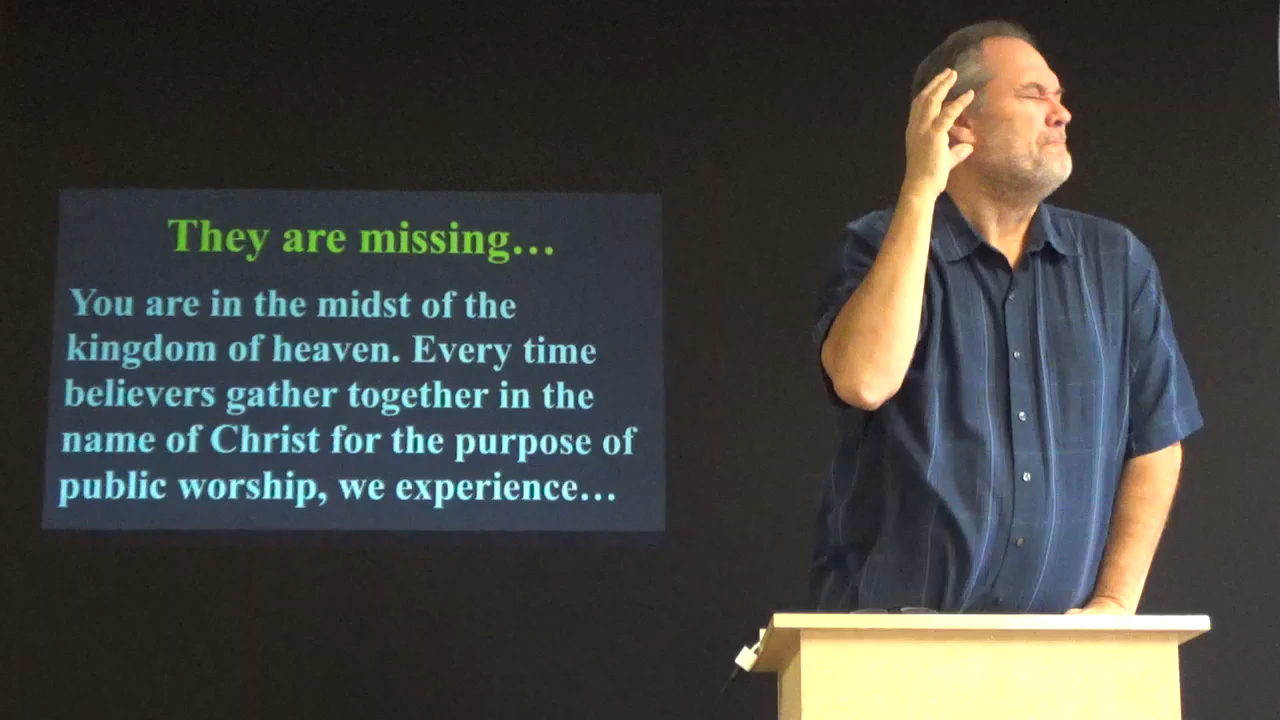 They are missing…
You are in the midst of the
kingdom of heaven. Every time
believers gather together in the
name of Christ for the purpose of
public worship, we experience…